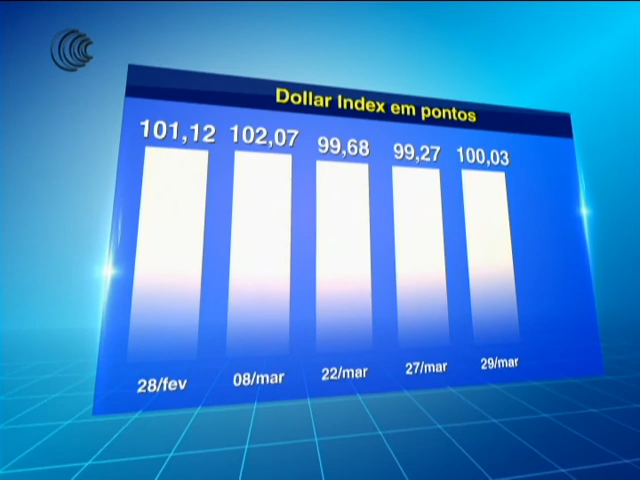 Dollar Index em pontos
101,12 102,07 99,68 99,27 100,03
28/fev 08/mar 22/mar 27/mar 29/mar